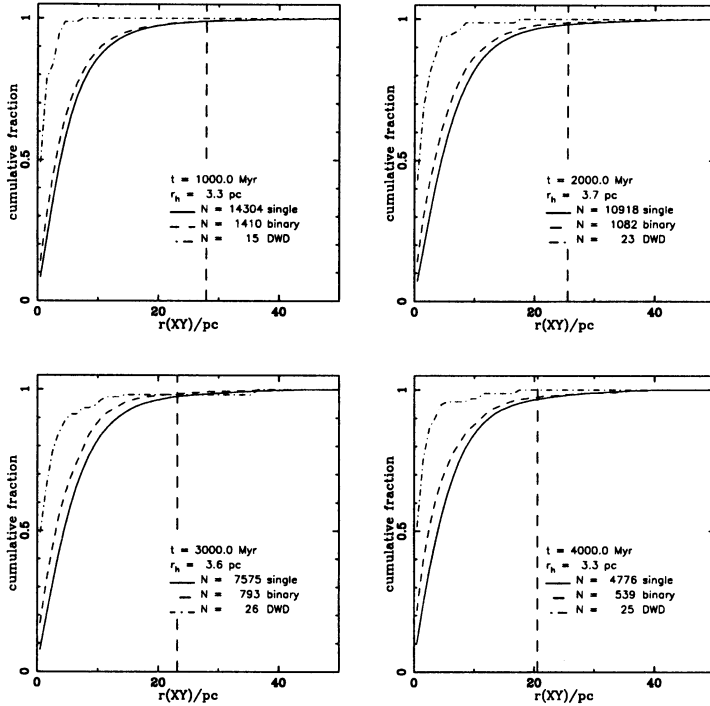 1
cumulative fraction
0.5
0
t = 1000.0 Myr
r_h = 3.3 pc
N = 14304 single
N = 1410 binary
N = 15 DWD
0 20 40
r(XY)/pc
1
cumulative fraction
0.5
0
t = 2000.0 Myr
r_h = 3.7 pc
N = 10918 single
N = 1082 binary
N = 23 DWD
0 20 40
r(XY)/pc
1
cumulative fraction
0.5
0
t = 3000.0 Myr
r_h = 3.6 pc
N = 7575 single
N = 793 binary
N = 26 DWD
0 20 40
r(XY)/pc
1
cumulative fraction
0.5
0
t = 4000.0 Myr
r_h = 3.3 pc
N = 4776 single
N = 539 binary
N = 25 DWD
0 20 40
r(XY)/pc